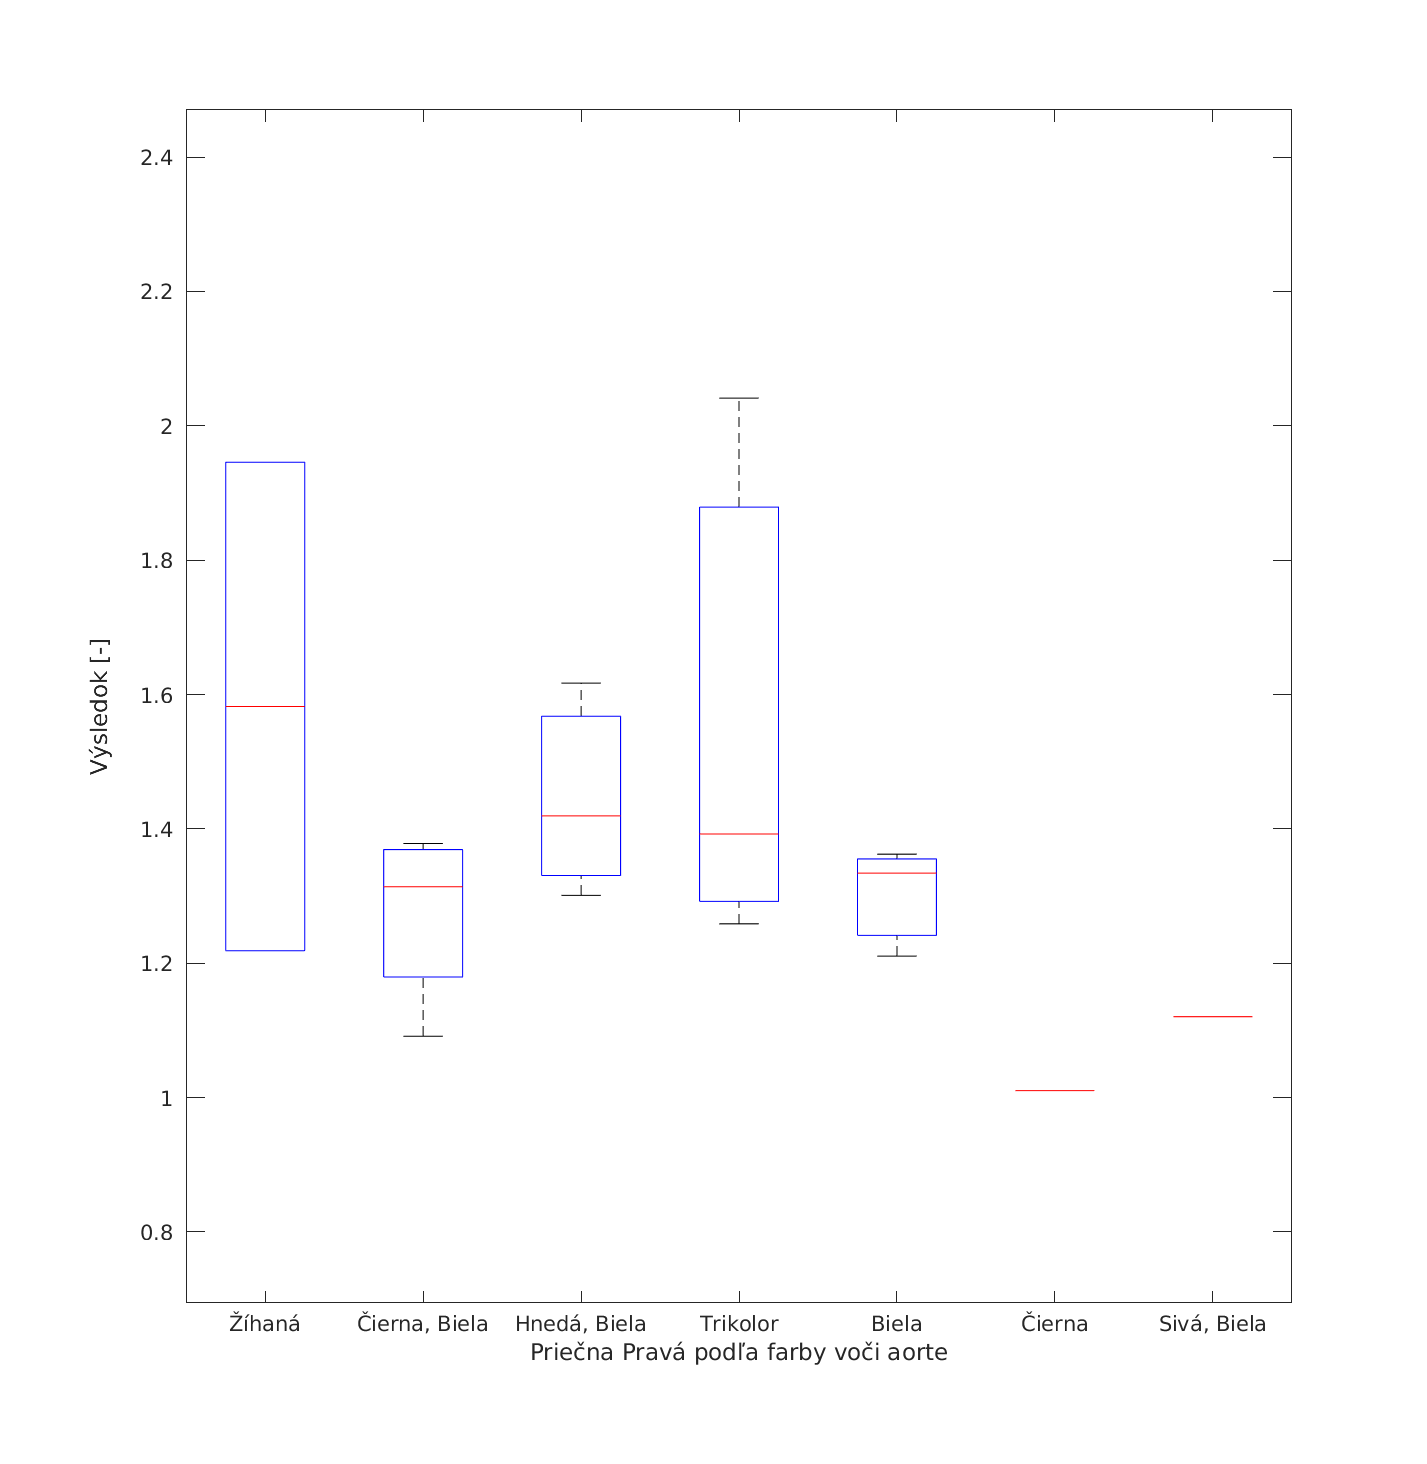 2.4
2.2
2
1.8
1.6
1.4
1.2
1
0.8
Výsledok [-]
Žíhaná
Čierna, Biela
Hnedá, Biela
Trikolor
Biela
Čierna
Sivá, Biela
Priečna Pravá podľa farby voči aorte